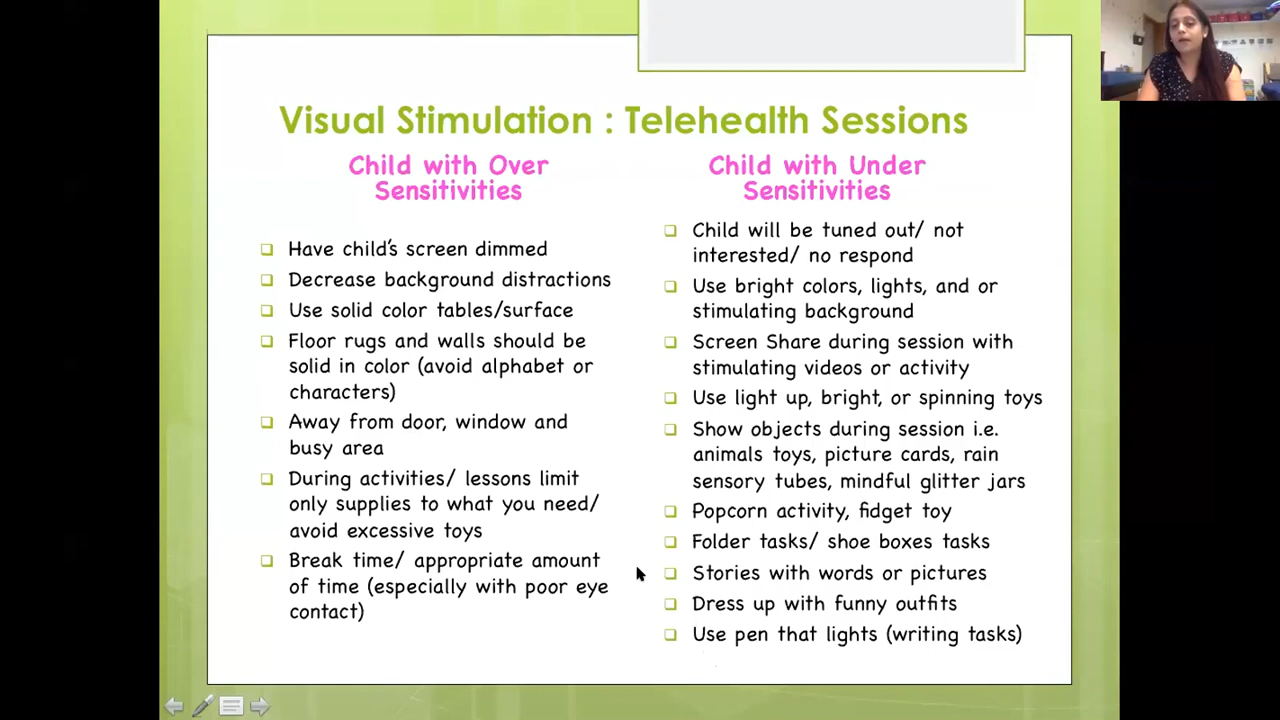 Visual Stimulation : Telehealth Sessions
Child with Over
Sensitivities
Have child's screen dimmed
Decrease background distractions
Use solid color tables/surface
Floor rugs and walls should be
solid in color (avoid alphabet or
characters)
Away from door, window and
busy area
During activities/ lessons limit
only supplies to what you need/
avoid excessive toys
Break time/ appropriate amount
of time (especially with poor eye
contact)
Child with Under
Sensitivities
Child will be tuned out/ not
interested/ no respond
Use bright colors, lights, and or
stimulating background
Screen Share during session with
stimulating videos or activity
Use light up, bright, or spinning toys
Show objects during session i.e.
animals toys, picture cards, rain
sensory tubes, mindful glitter jars
Popcorn activity, fidget toy
Folder tasks/ shoe boxes tasks
Stories with words or pictures
Dress up with funny outfits
Use pen that lights (writing tasks)